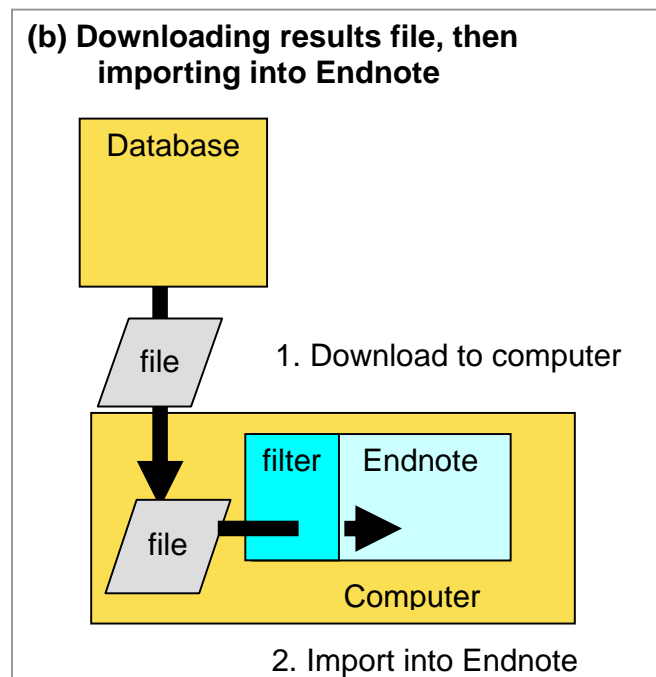 (b) Downloading results file, then
importing into Endnote
Database
file
1. Download to computer
filter
Endnote
file
Computer
2. Import into Endnote